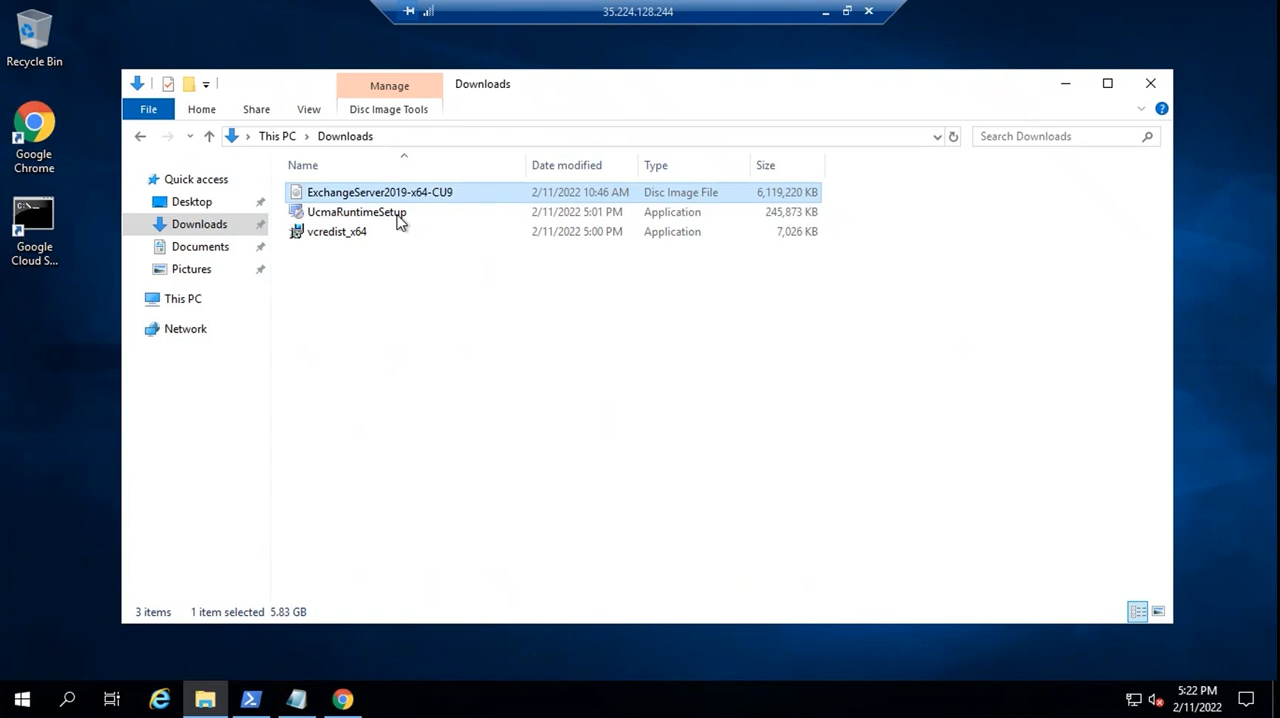 35.224.128.244
Recycle Bin
Google
Chrome
Google
Cloud S...
Manage
Downloads
File
Home
Share
View
Disc Image Tools
This PC
Downloads
Search Downloads
Quick access
Desktop
Downloads
Documents
Pictures
This PC
Network
Name
Date modified
Type
Size
ExchangeServer2019-x64-CU9 2/11/2022 10:46 AM Disc Image File 6,119,220 KB
UcmaRuntimeSetup 2/11/2022 5:01 PM Application 245,873 KB
vcredist_x64 2/11/2022 5:00 PM Application 7,026 KB
3 items 1 item selected 5.83 GB
5:22 PM
2/11/2022